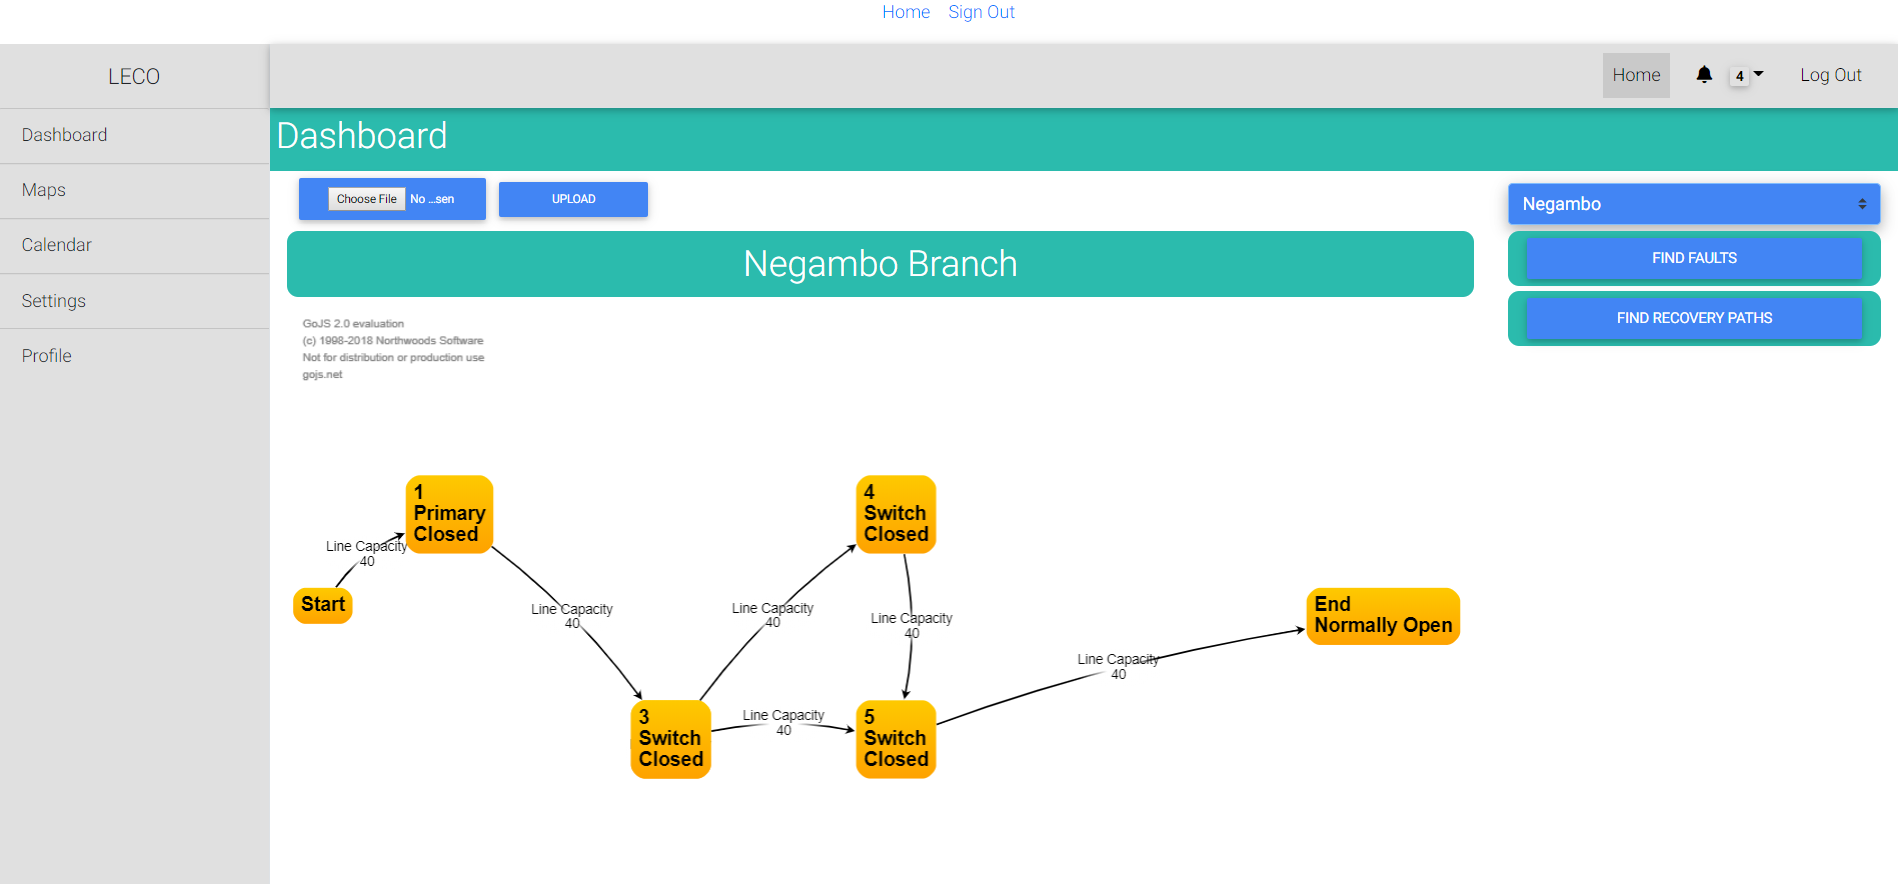 Home Sign Out
LECO
Home 4 Log Out
Dashboard
Maps
Calendar
Settings
Profile
Dashboard
Choose File No ...sen UPLOAD
Negambo
Negambo Branch
FIND FAULTS
FIND RECOVERY PATHS
GoJS 2.0 evaluation
(c) 1998-2018 Northwoods Software
Not for distribution or production use
gojs.net
Start
Line Capacity
40
1
Primary
Closed
Line Capacity
40
3
Switch
Closed
Line Capacity
40
Line Capacity
40
4
Switch
Closed
Line Capacity
40
5
Switch
Closed
Line Capacity
40
End
Normally Open